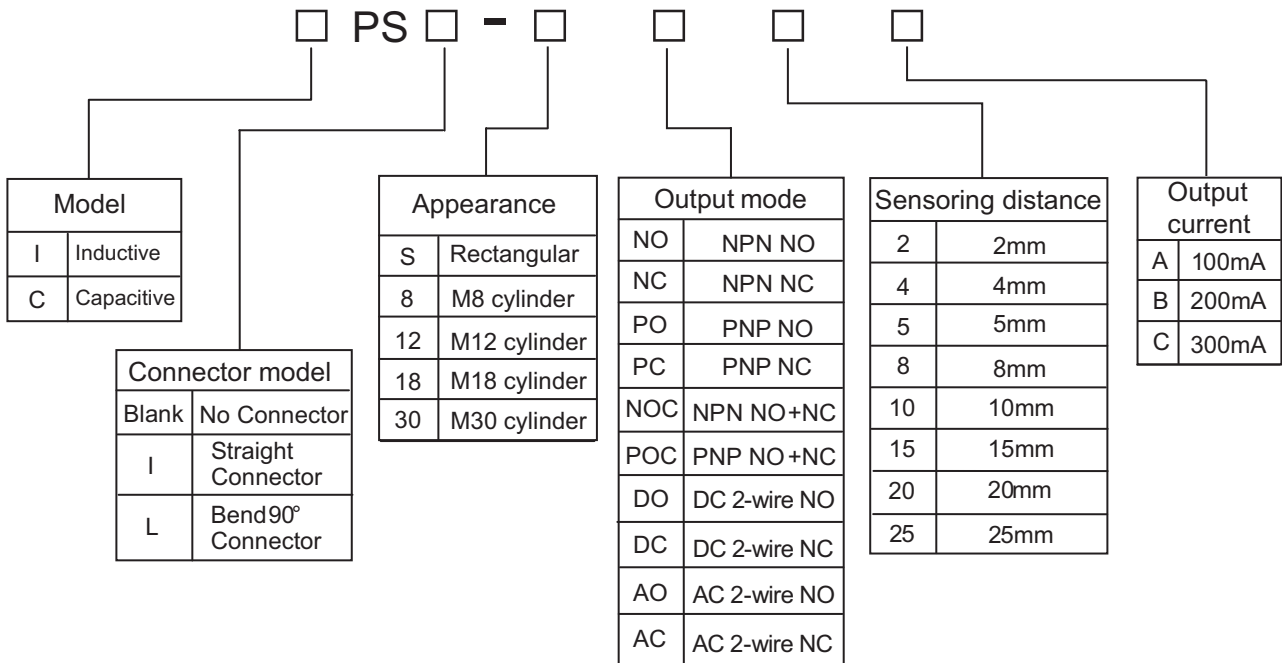 □ PS □ - □ □ □ □
Model
I Inductive
C Capacitive
Connector model
Blank No Connector
I Straight
Connector
L Bend90°
Connector
Appearance
S Rectangular
8 M8 cylinder
12 M12 cylinder
18 M18 cylinder
30 M30 cylinder
Output mode
NO NPN NO
NC NPN NC
PO PNP NO
PC PNP NC
NOC NPN NO+NC
POC PNP NO+NC
DO DC 2-wire NO
DC DC 2-wire NC
AO AC 2-wire NO
AC AC 2-wire NC
Sensoring distance
2 2mm
4 4mm
5 5mm
8 8mm
10 10mm
15 15mm
20 20mm
25 25mm
Output
current
A 100mA
B 200mA
C 300mA